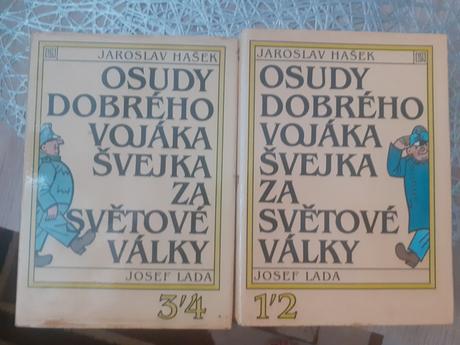 JAROSLAV HAŠEK
OSUDY
DOBRÉHO
VOJÁKA
ŠVEJKA
ZA
SVĚTOVÉ
VÁLKY
JOSEF LADA
3'4
JAROSLAV HAŠEK
OSUDY
DOBRÉHO
VOJÁKA
ŠVEJKA
ZA
SVĚTOVÉ
VÁLKY
JOSEF LADA
1'2